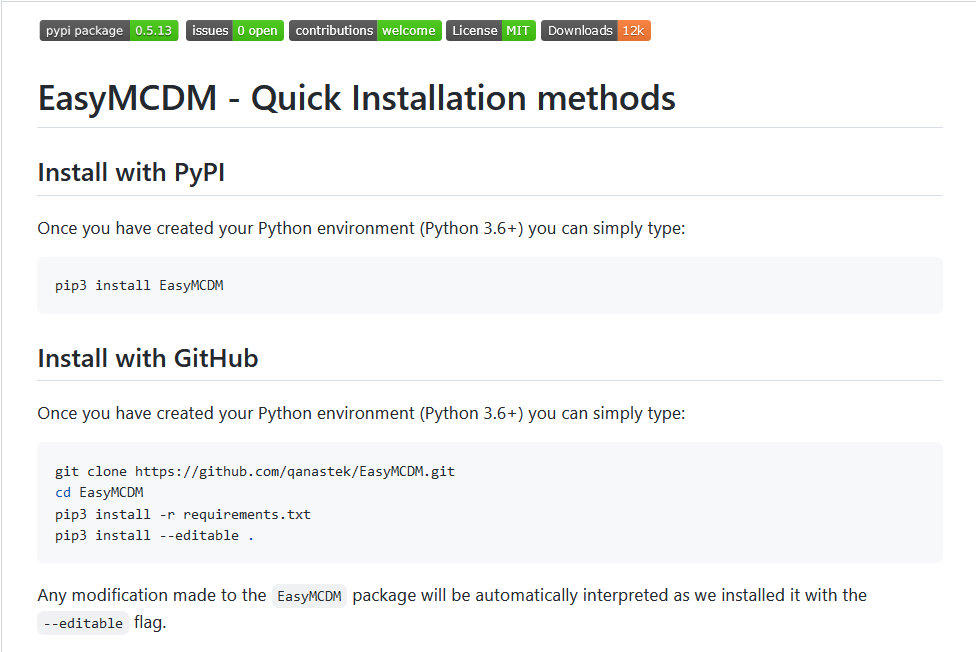 pypi package 0.5.13 issues 0 open contributions welcome License MIT Downloads 12k
EasyMCDM - Quick Installation methods
Install with PyPI
Once you have created your Python environment (Python 3.6+) you can simply type:
pip3 install EasyMCDM
Install with GitHub
Once you have created your Python environment (Python 3.6+) you can simply type:
git clone https://github.com/qanastek/EasyMCDM.git
cd EasyMCDM
pip3 install -r requirements.txt
pip3 install --editable .
Any modification made to the EasyMCDM package will be automatically interpreted as we installed it with the
--editable flag.